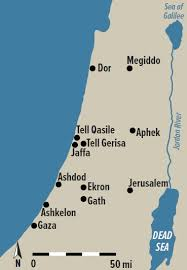 Sea of
Galilee
Dor
Megiddo
Jordan River
Tell Qasile
Aphek
Tell Gerisa
Jaffa
Ashdod
Ekron
Jerusalem
Gath
Ashkelon
Gaza
DEAD
SEA
N
0
50 mi